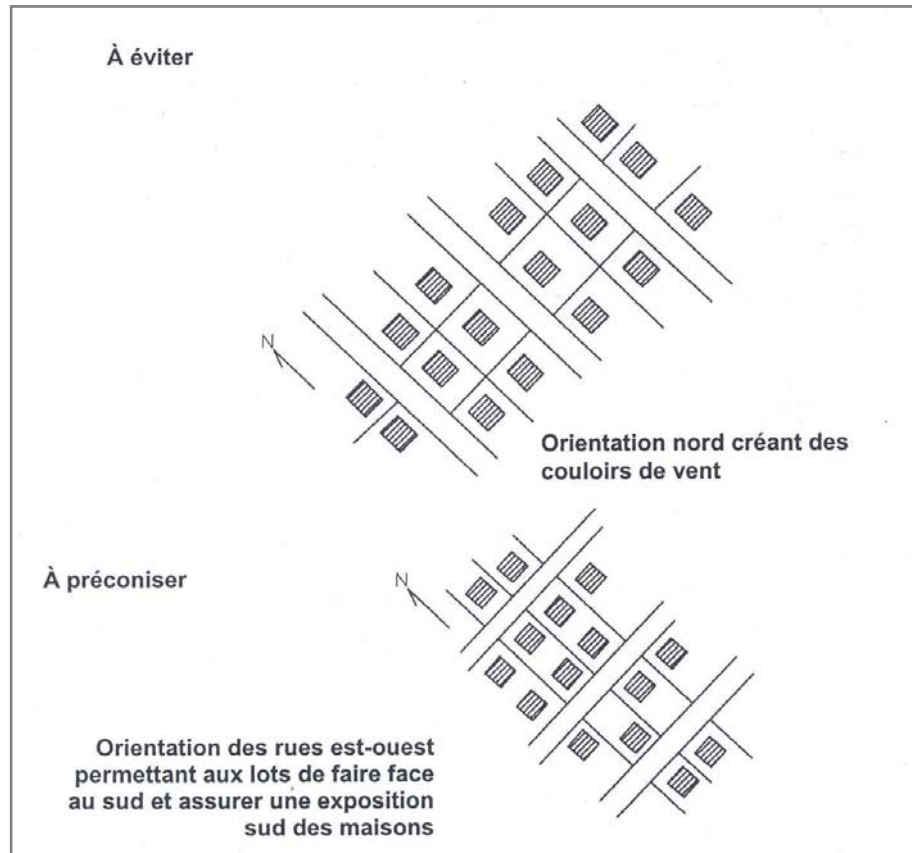 À éviter
N
Orientation nord créant des
couloirs de vent
À préconiser
N
Orientation des rues est-ouest
permettant aux lots de faire face
au sud et assurer une exposition
sud des maisons